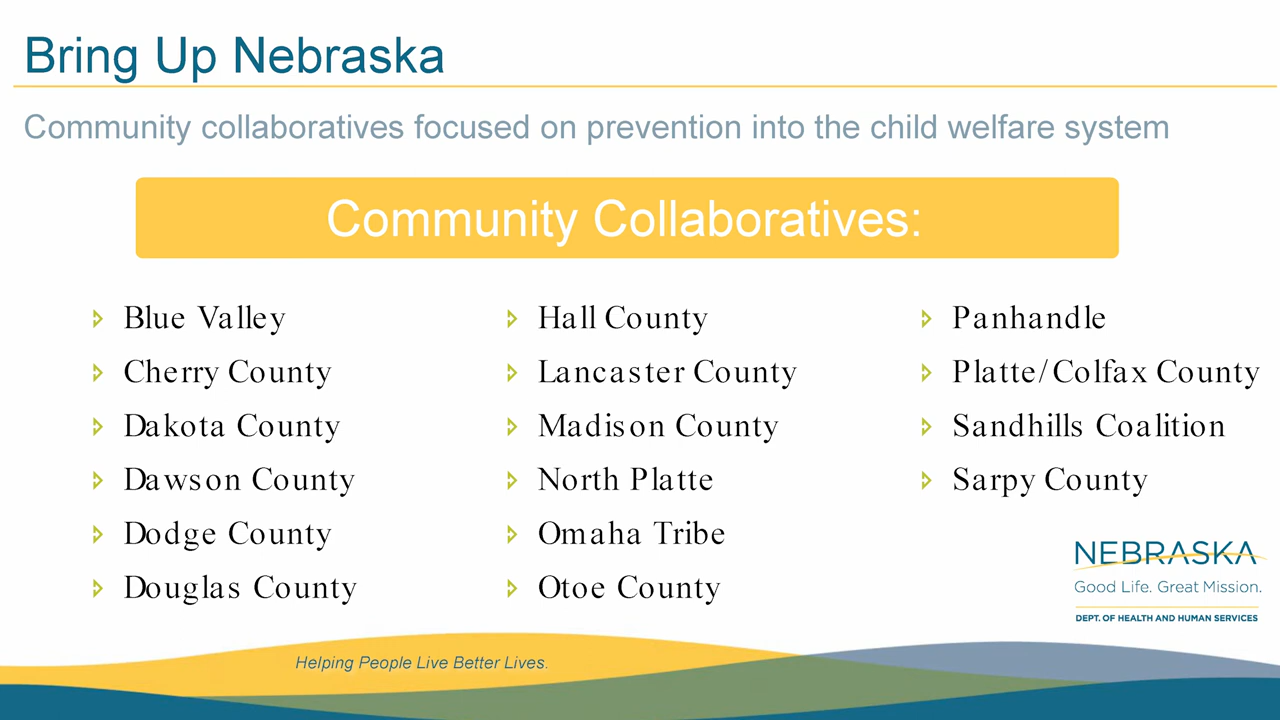 Bring Up Nebraska
Community collaboratives focused on prevention into the child welfare system
Community Collaboratives:
Blue Valley
Cherry County
Dakota County
Dawson County
Dodge County
Douglas County
Hall County
Lancaster County
Madison County
North Platte
Omaha Tribe
Otoe County
Panhandle
Platte/Colfax County
Sandhills Coalition
Sarpy County
NEBRASKA
Good Life. Great Mission.
DEPT. OF HEALTH AND HUMAN SERVICES
Helping People Live Better Lives.